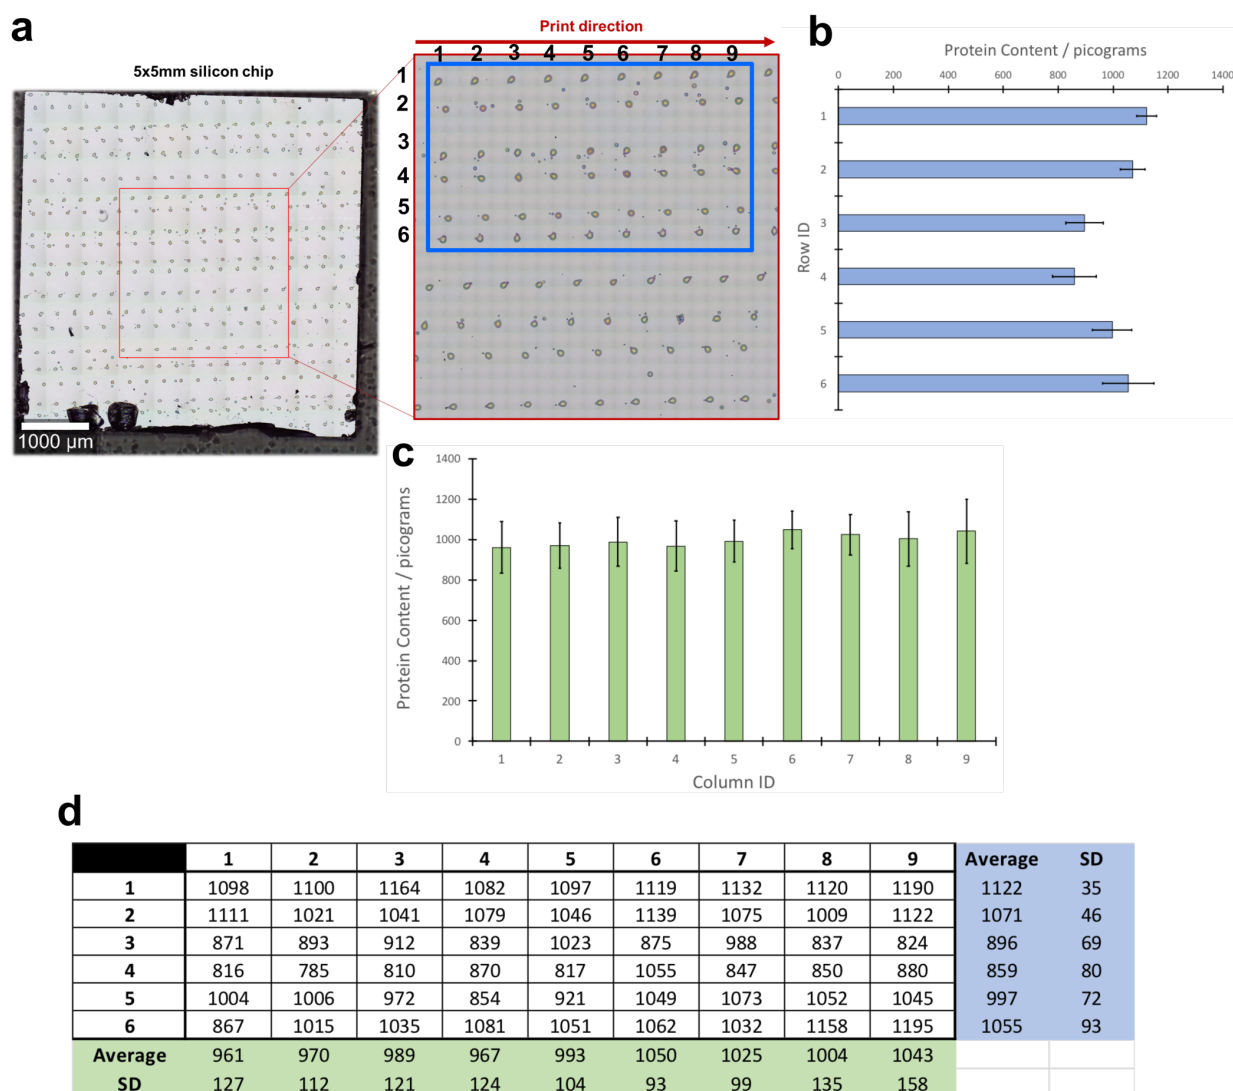 a
5x5mm silicon chip
1000 µm
Print direction
1 2 3 4 5 6 7 8 9
1
2
3
4
5
6
b
Protein Content / picograms
0 200 400 600 800 1000 1200 1400
Row ID
1
2
3
4
5
6
c
Protein Content / picograms
1400
1200
1000
800
600
400
200
0
1 2 3 4 5 6 7 8 9
Column ID
d
1 2 3 4 5 6 7 8 9 Average SD
1 1098 1100 1164 1082 1097 1119 1132 1120 1190 1122 35
2 1111 1021 1041 1079 1046 1139 1075 1009 1122 1071 46
3 871 893 912 839 1023 875 988 837 824 896 69
4 816 785 810 870 817 1055 847 850 880 859 80
5 1004 1006 972 854 921 1049 1073 1052 1045 997 72
6 867 1015 1035 1081 1051 1062 1032 1158 1195 1055 93
Average 961 970 989 967 993 1050 1025 1004 1043
SD 127 112 121 124 104 93 99 135 158